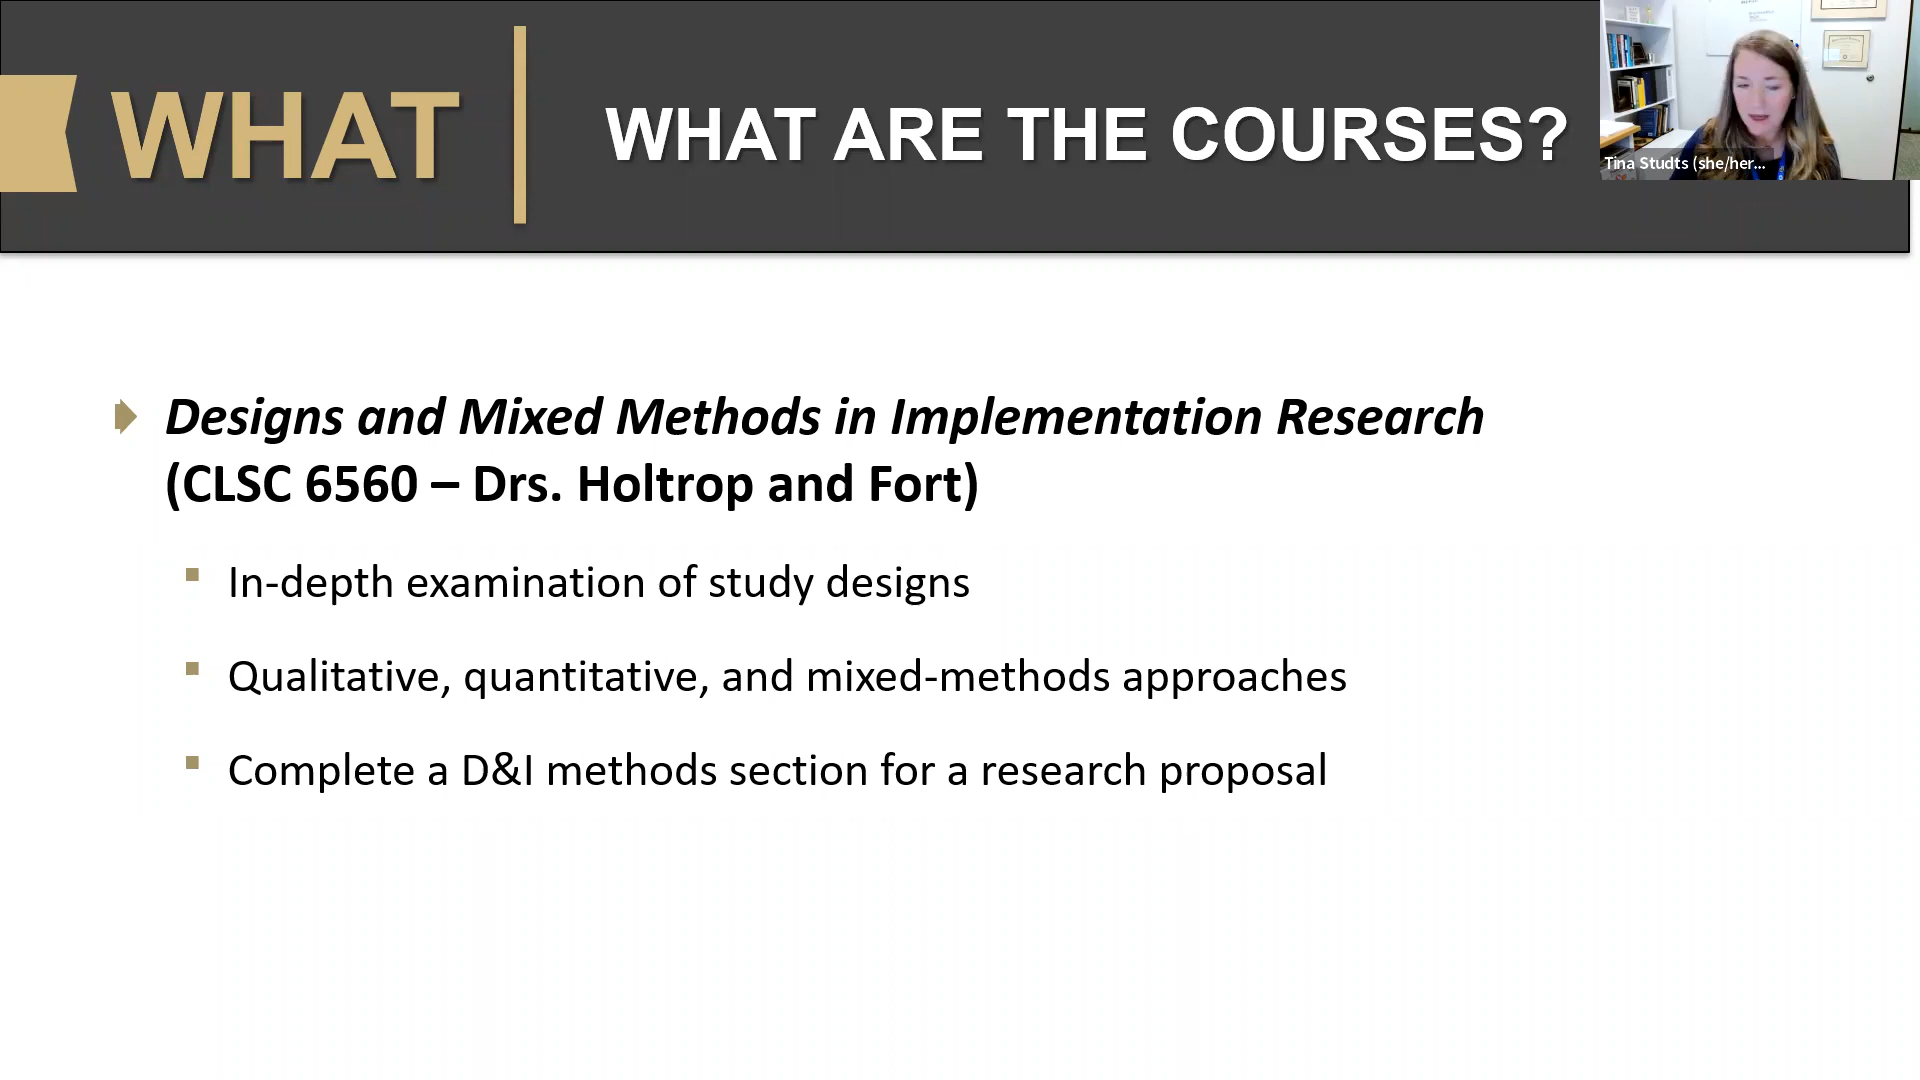 WHAT
WHAT ARE THE COURSES?
Tina Studts (she/her...
Designs and Mixed Methods in Implementation Research
(CLSC 6560 – Drs. Holtrop and Fort)
In-depth examination of study designs
Qualitative, quantitative, and mixed-methods approaches
Complete a D&I methods section for a research proposal